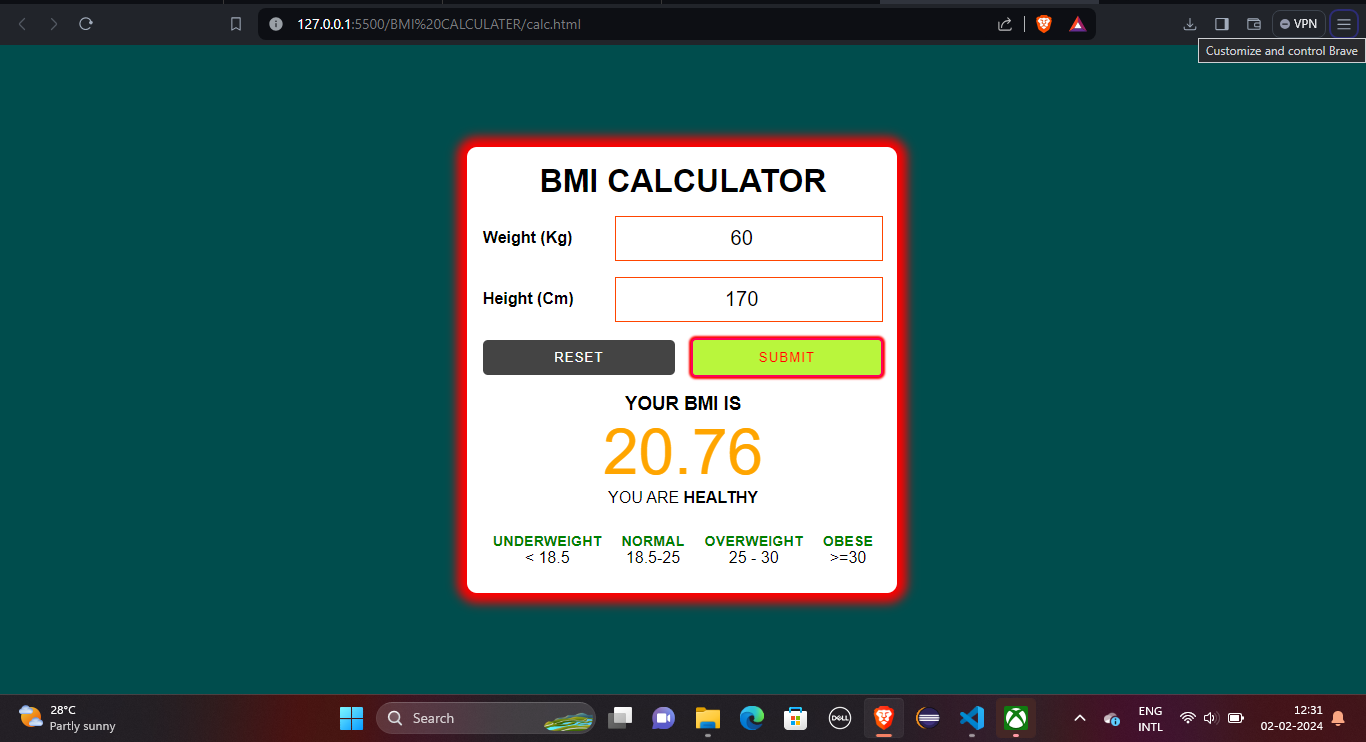 127.0.0.1:5500/BMI%20CALCULATER/calc.html
VPN
Customize and control Brave
BMI CALCULATOR
Weight (Kg) 60
Height (Cm) 170
RESET SUBMIT
YOUR BMI IS
20.76
YOU ARE HEALTHY
UNDERWEIGHT NORMAL OVERWEIGHT OBESE
< 18.5 18.5-25 25 - 30 >=30
28°C
Partly sunny
Search
DELL
ENG
INTL
12:31
02-02-2024